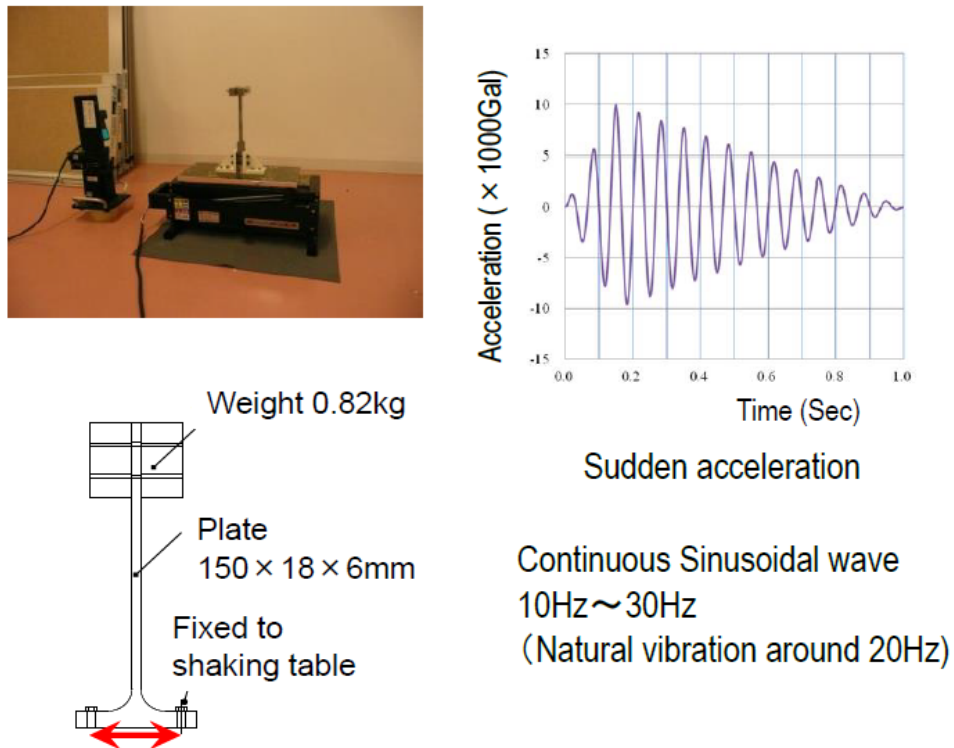 15
10
5
0
-5
-10
-15
0.0 0.2 0.4 0.6 0.8 1.0
Acceleration ( × 1000Gal)
Time (Sec)
Sudden acceleration
Weight 0.82kg
Plate
150×18×6mm
Fixed to
shaking table
Continuous Sinusoidal wave
10Hz～30Hz
（Natural vibration around 20Hz)